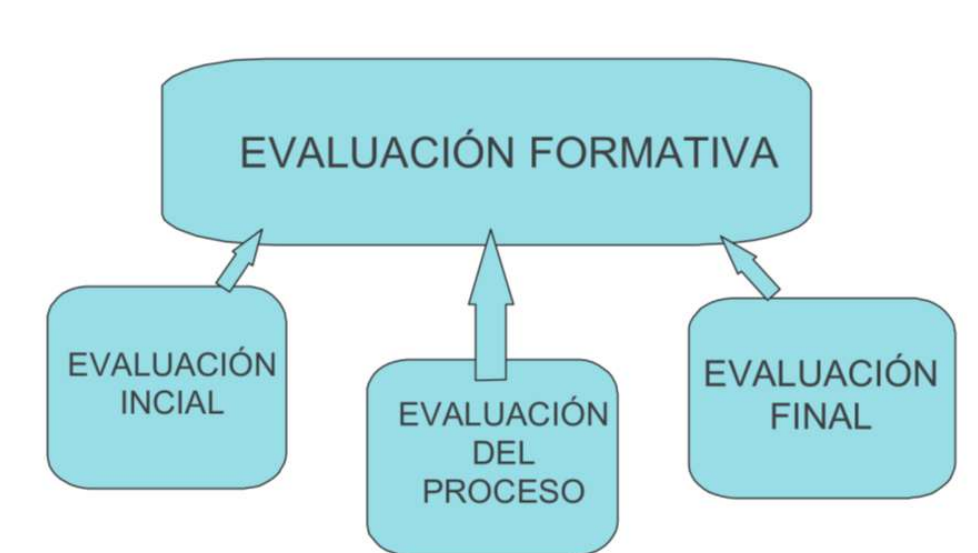 EVALUACIÓN FORMATIVA
EVALUACIÓN
INCIAL
EVALUACIÓN
DEL
PROCESO
EVALUACIÓN
FINAL